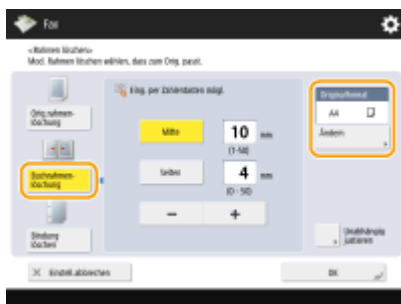 Fax
<Rahmen löschen>
Mod. Rahmen löschen wählen, dass zum Orig. passt.
Orig.rahmen-
löschung
Buchrahmen-
löschung
Bindung
löschen
Eing. per Zahlentasten mögl.
Mitte
10 mm
(1-50)
Seiten
4 mm
(0 - 50)
−
+
Originalformat
A4
Ändern
Unabhängig
justieren
× Einstell. abbrechen
OK